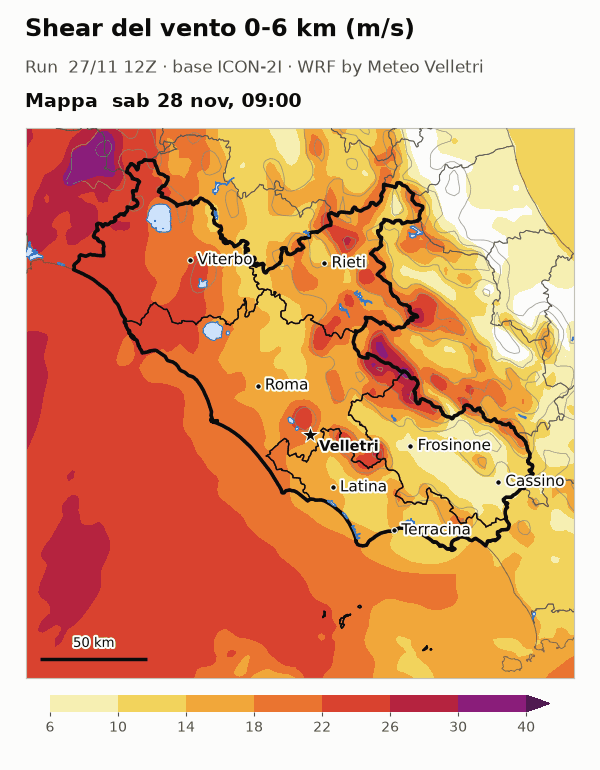 Shear del vento 0-6 km (m/s)
Run  27/11 12Z · base ICON-2I · WRF by Meteo Velletri
Mappa  sab 28 nov, 09:00
Viterbo
Rieti
Roma
Velletri
Frosinone
Cassino
Latina
Terracina
50 km
6 10 14 18 22 26 30 40